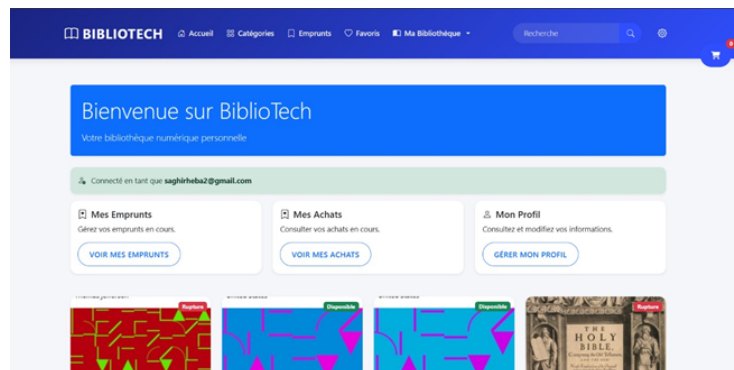 BIBLIOTECH
Accueil
Catégories
Emprunts
Favoris
Ma Bibliothèque
Recherche
Bienvenue sur BiblioTech
Votre bibliothèque numérique personnelle
Connecté en tant que saghirheba2@gmail.com
Mes Emprunts
Gérez vos emprunts en cours.
VOIR MES EMPRUNTS
Mes Achats
Consulter vos achats en cours.
VOIR MES ACHATS
Mon Profil
Consultez et modifiez vos informations.
GÉRER MON PROFIL
Rupture
Disponible
Disponible
Rupture
THE
HOLY
BIBLE,